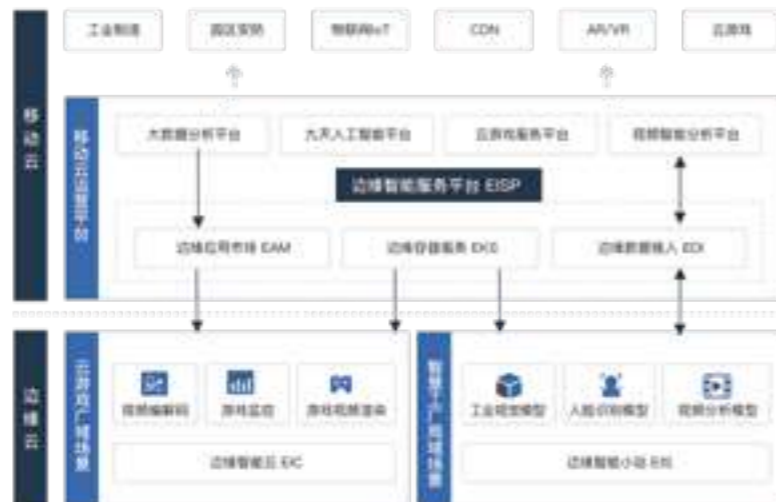 工业制造
园区安防
物联网IoT
CDN
AR/VR
云游戏
移动云
移动云运营平台
大数据分析平台
九天人工智能平台
云游戏服务平台
视频智能分析平台
边缘智能服务平台 EISP
边缘应用市场 EAM
边缘容器服务 EKS
边缘数据接入 EDI
边缘云
云游戏广域场景
视频编解码
游戏监控
游戏视频渲染
边缘智能云 EIC
智慧工厂局域场景
工业视觉模型
人脸识别模型
视频分析模型
边缘智能小站 EIS